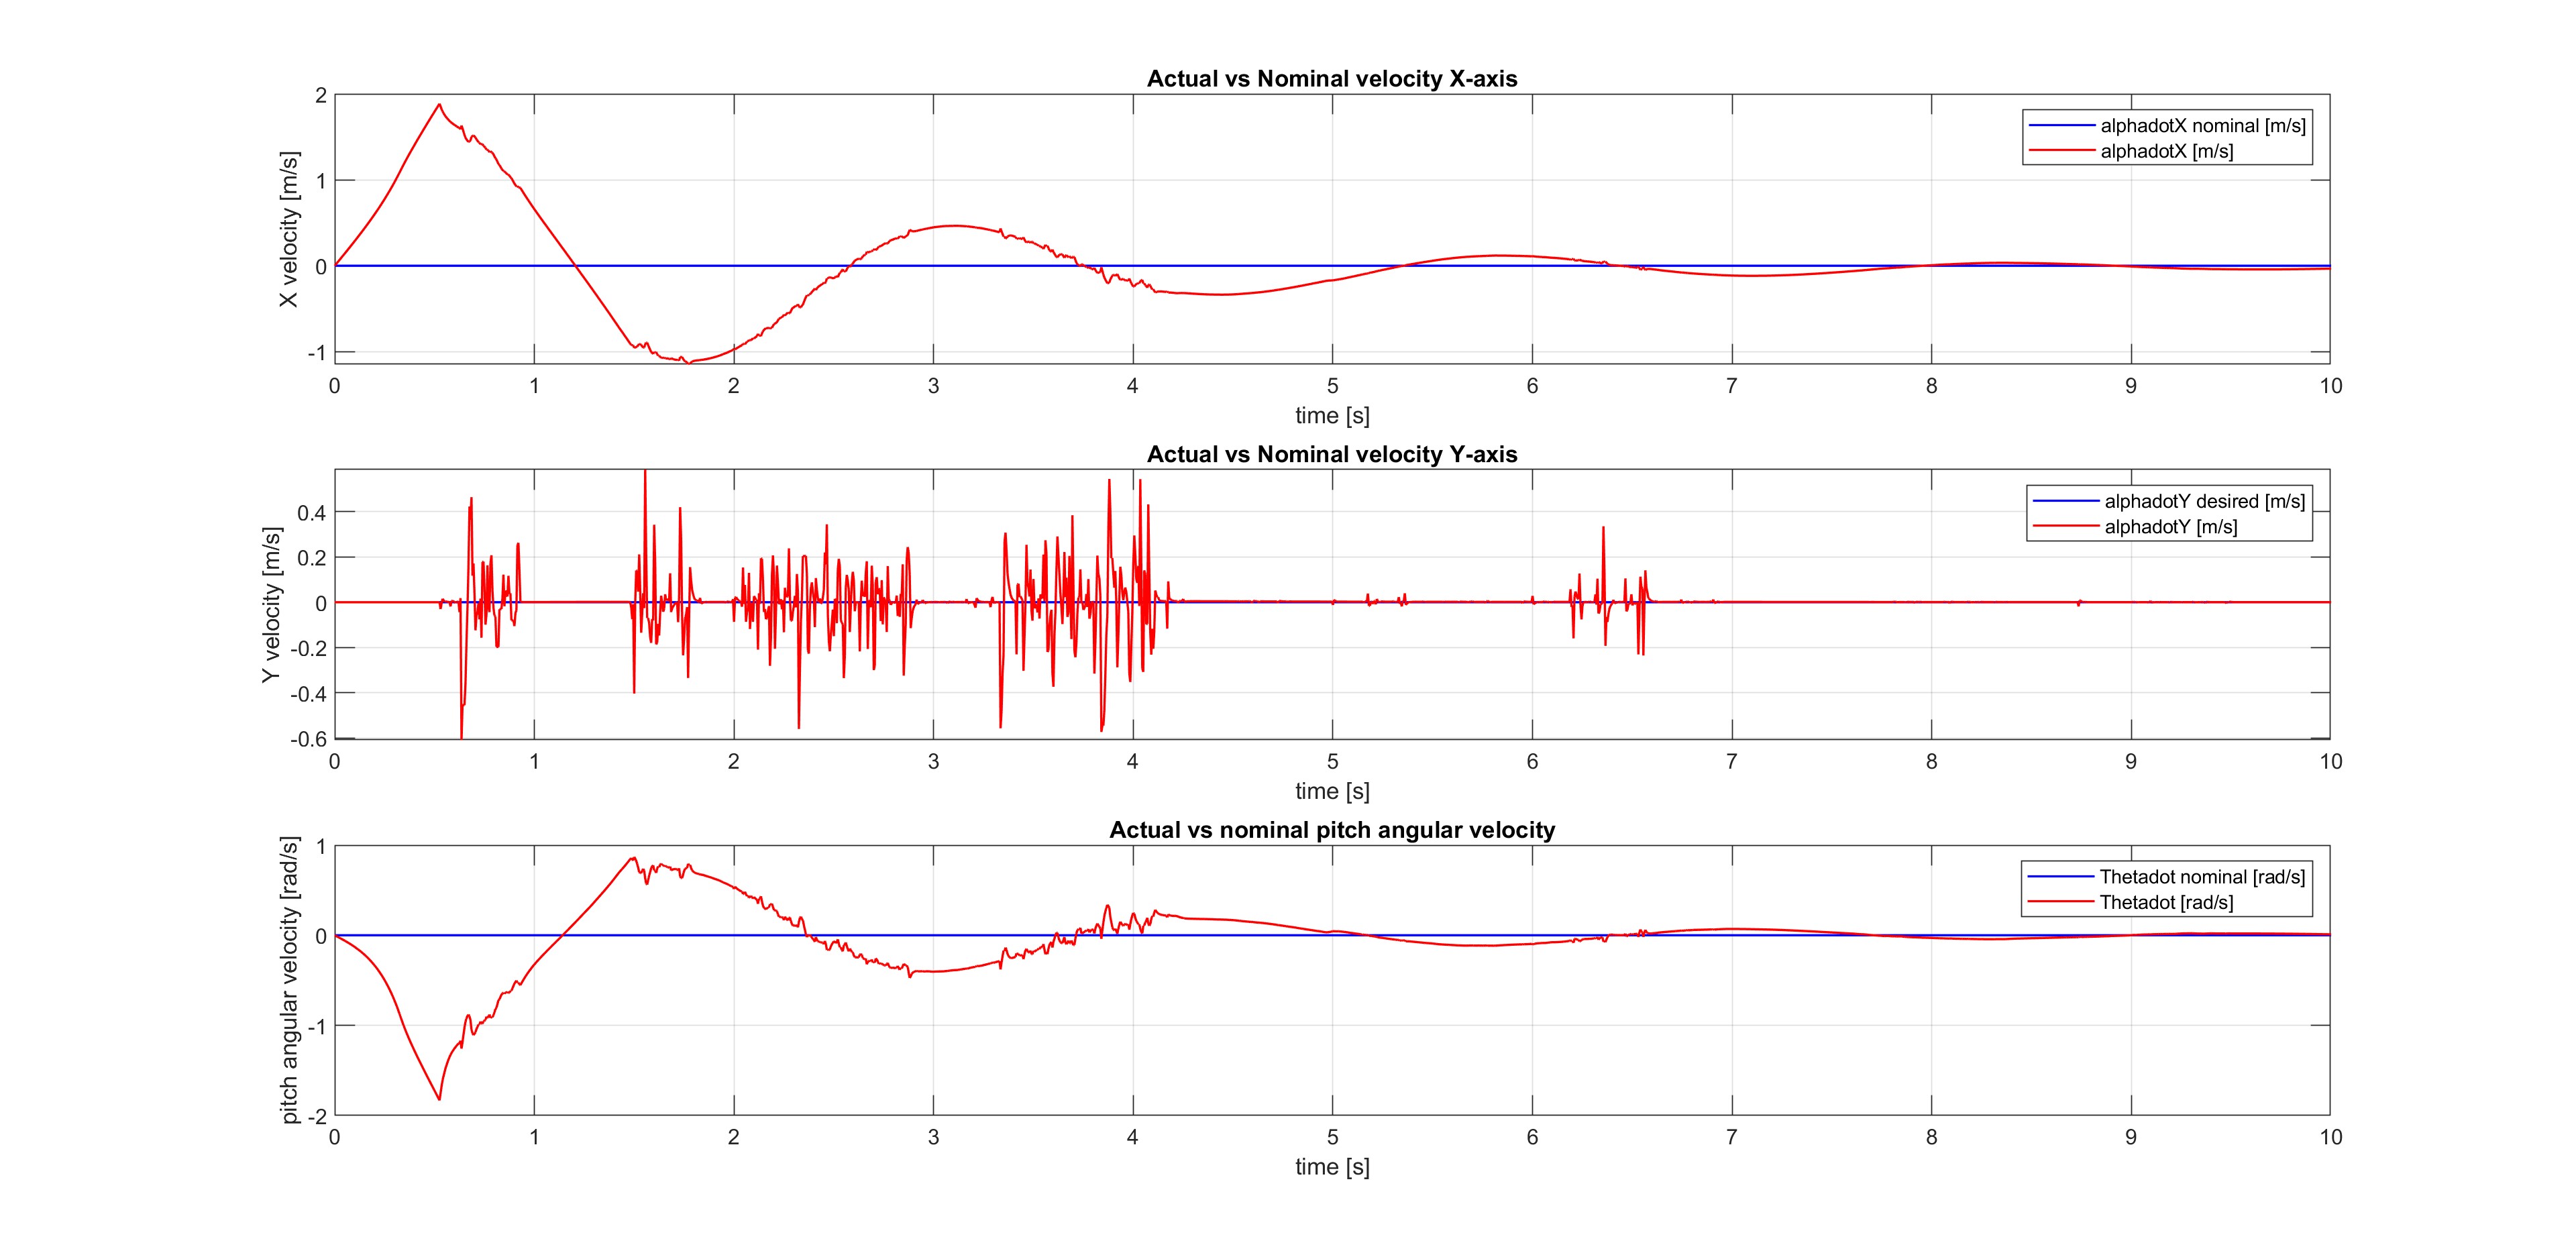 Actual vs Nominal velocity X-axis
2
1
0
-1
X velocity [m/s]
alphadotX nominal [m/s]
alphadotX [m/s]
0 1 2 3 4 5 6 7 8 9 10
time [s]
Actual vs Nominal velocity Y-axis
0.4
0.2
0
-0.2
-0.4
-0.6
Y velocity [m/s]
alphadotY desired [m/s]
alphadotY [m/s]
0 1 2 3 4 5 6 7 8 9 10
time [s]
Actual vs nominal pitch angular velocity
1
0
-1
-2
pitch angular velocity [rad/s]
Thetadot nominal [rad/s]
Thetadot [rad/s]
0 1 2 3 4 5 6 7 8 9 10
time [s]